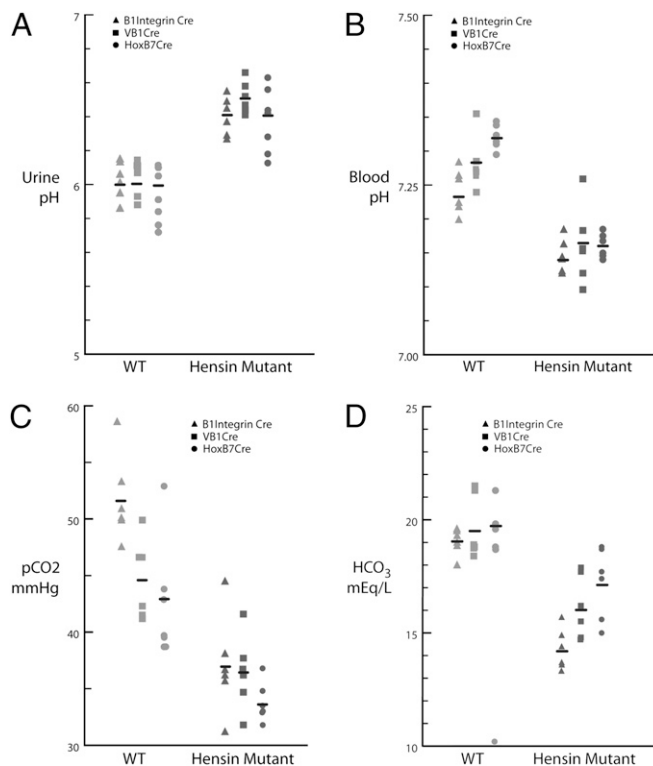 A
B1Integrin Cre
VB1Cre
HoxB7Cre
7
6
5
Urine
pH
WT
Hensin Mutant
B
B1Integrin Cre
VB1Cre
HoxB7Cre
7.50
7.25
7.00
Blood
pH
WT
Hensin Mutant
C
B1Integrin Cre
VB1Cre
HoxB7Cre
60
50
40
30
pCO2
mmHg
WT
Hensin Mutant
D
B1Integrin Cre
VB1Cre
HoxB7Cre
25
20
15
10
HCO₃
mEq/L
WT
Hensin Mutant